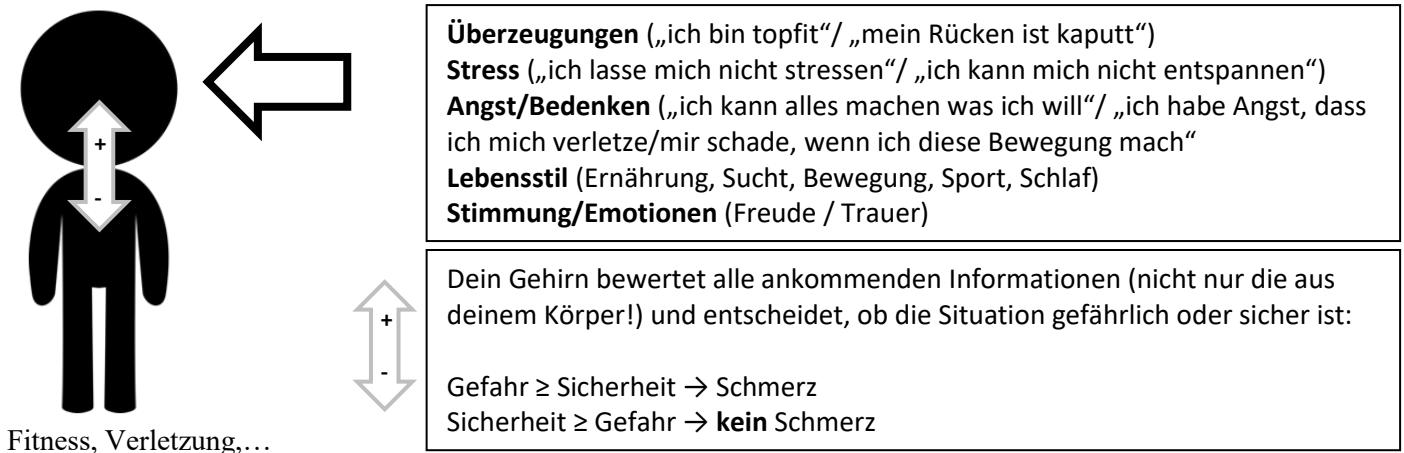 Überzeugungen („ich bin topfit“/ „mein Rücken ist kaputt“)
Stress („ich lasse mich nicht stressen“/ „ich kann mich nicht entspannen“)
Angst/Bedenken („ich kann alles machen was ich will“/ „ich habe Angst, dass
ich mich verletze/mir schade, wenn ich diese Bewegung mach“
Lebensstil (Ernährung, Sucht, Bewegung, Sport, Schlaf)
Stimmung/Emotionen (Freude / Trauer)
+
-
Dein Gehirn bewertet alle ankommenden Informationen (nicht nur die aus
deinem Körper!) und entscheidet, ob die Situation gefährlich oder sicher ist:
+
-
Gefahr ≥ Sicherheit → Schmerz
Sicherheit ≥ Gefahr → kein Schmerz
Fitness, Verletzung,…